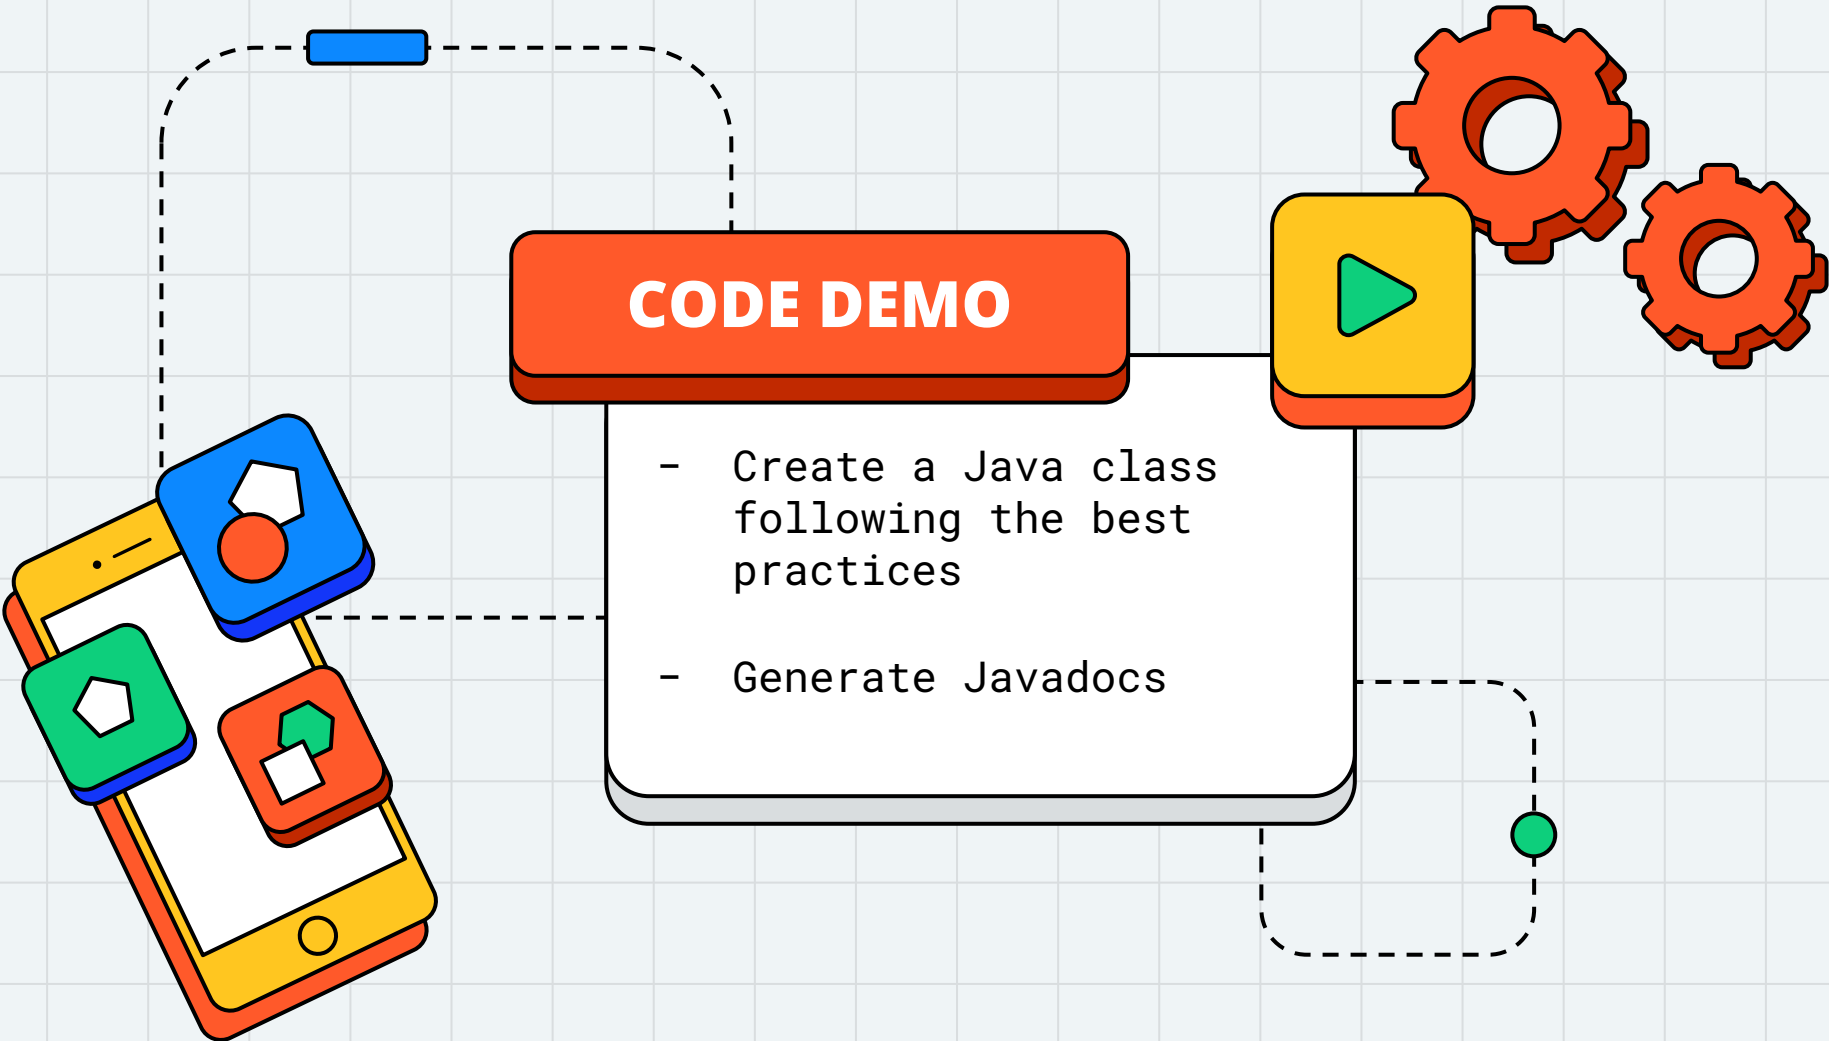 CODE DEMO
- Create a Java class
following the best
practices
- Generate Javadocs